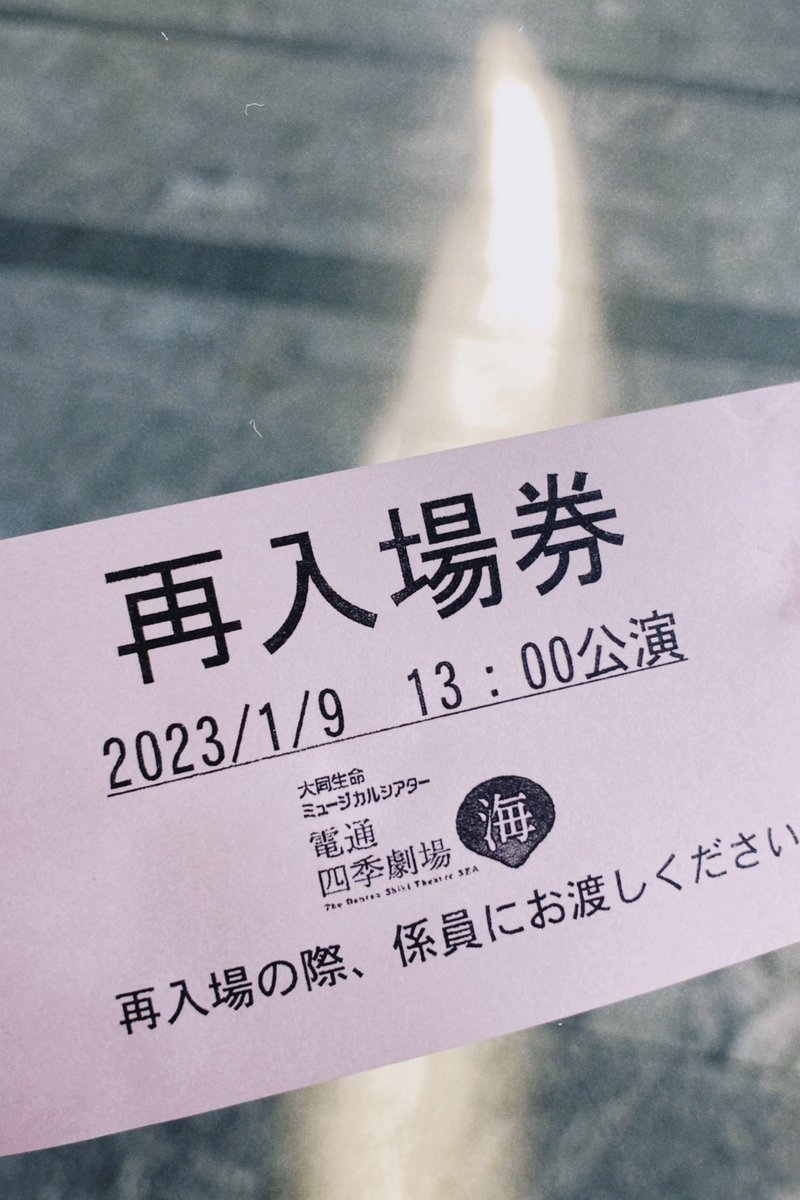 再入場券
2023/1/9 13:00公演
大同生命
ミュージカルシアター
電通
四季劇場
海
The Dentsu Shiki Theatre SEA
再入場の際、係員にお渡しください